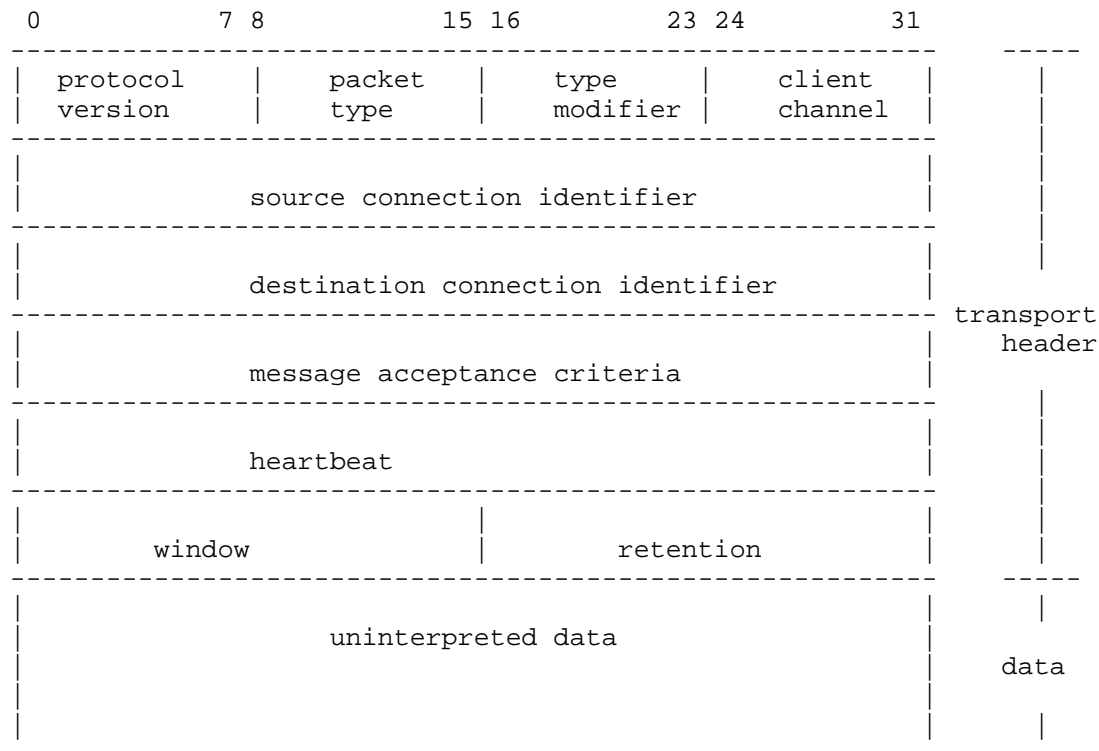 0 7 8 15 16 23 24 31
protocol packet type client
version type modifier channel
source connection identifier
destination connection identifier
transport
header
message acceptance criteria
heartbeat
window retention
uninterpreted data
data